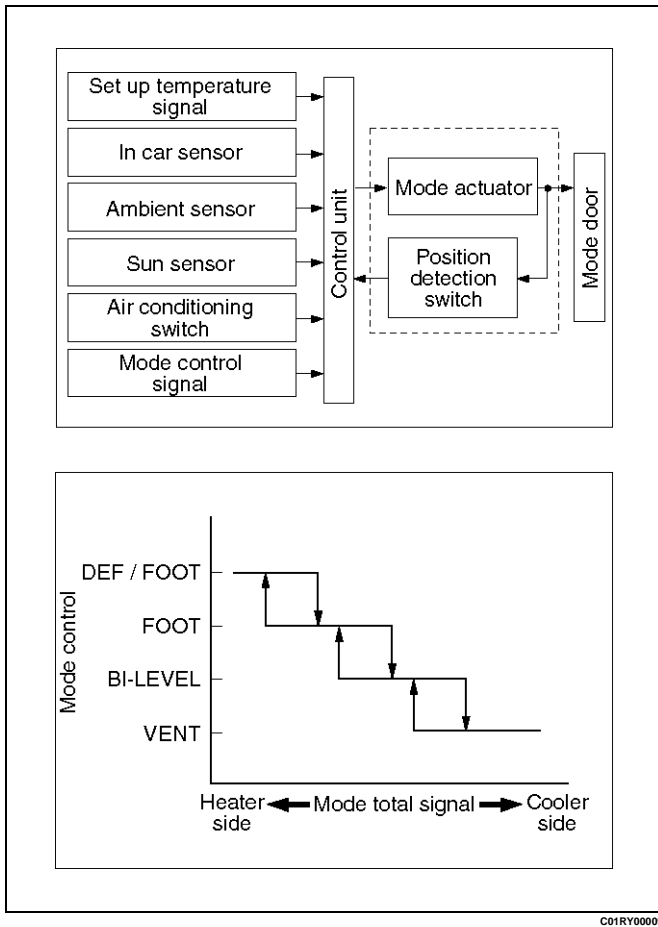 Set up temperature
signal
In car sensor
Ambient sensor
Sun sensor
Air conditioning
switch
Mode control
signal
Control unit
Mode actuator
Position
detection
switch
Mode door
Mode control
DEF / FOOT
FOOT
BI-LEVEL
VENT
Heater
side
Mode total signal
Cooler
side